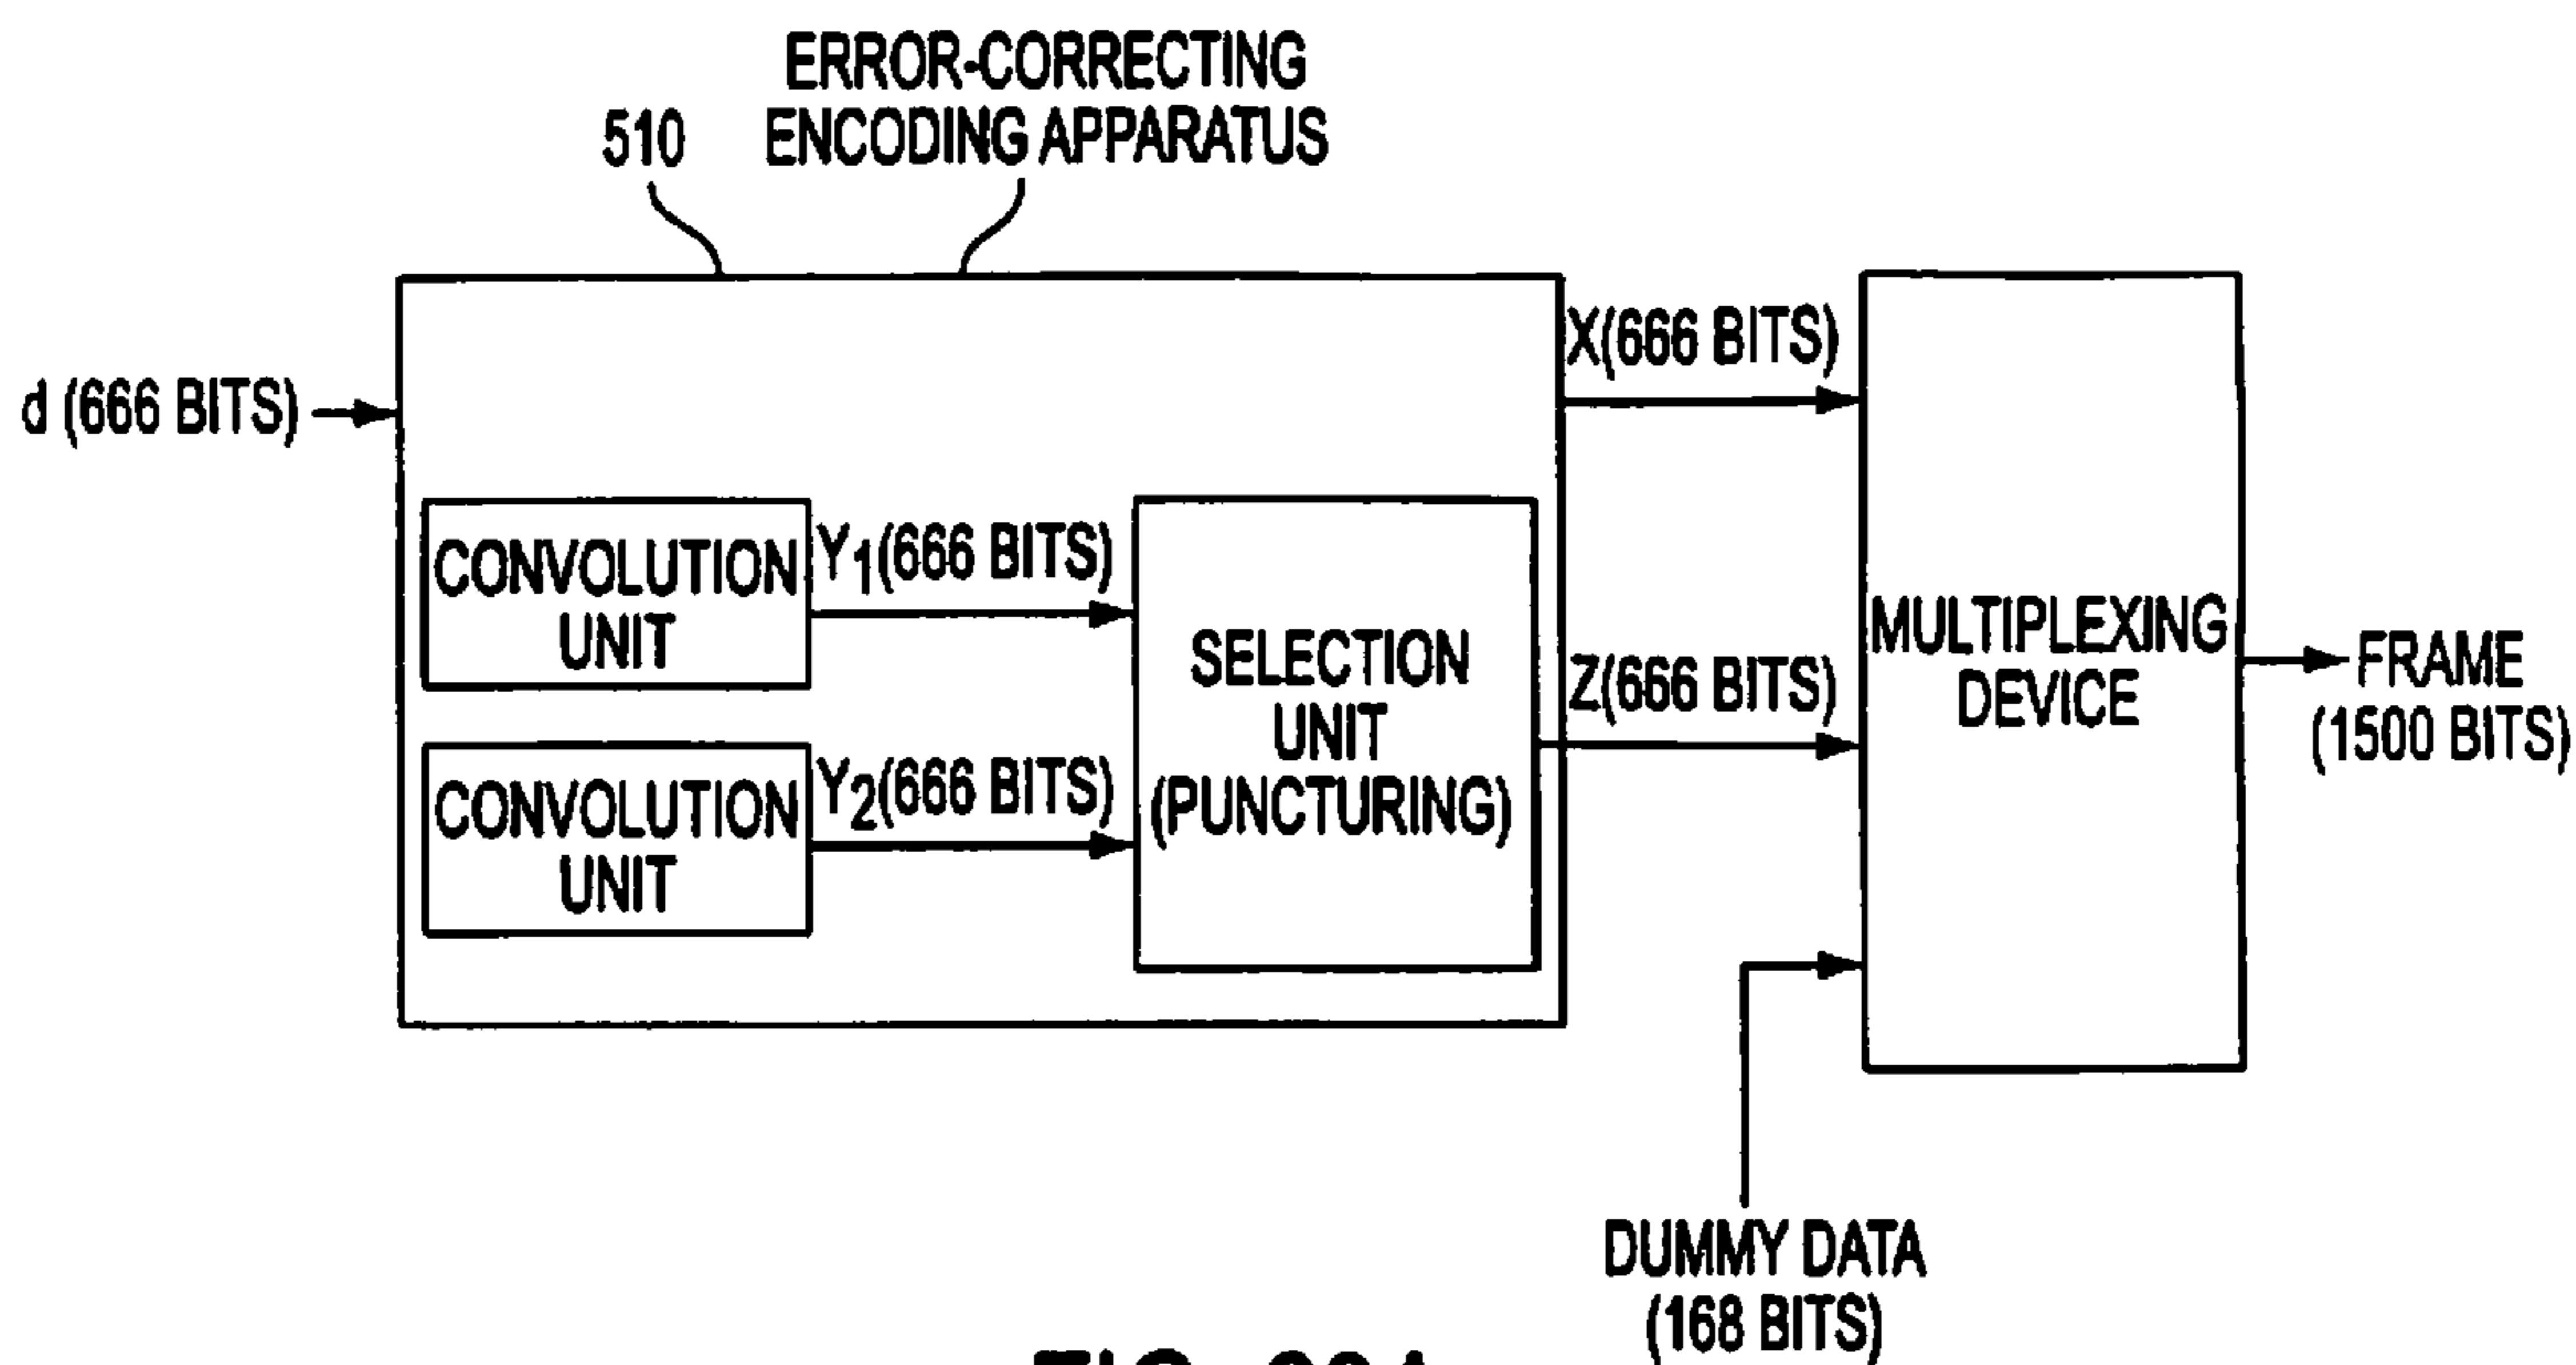 ERROR-CORRECTING
ENCODING APPARATUS
510
d (666 BITS)
X(666 BITS)
CONVOLUTION
UNIT
Y1(666 BITS)
CONVOLUTION
UNIT
Y2(666 BITS)
SELECTION
UNIT
(PUNCTURING)
Z(666 BITS)
MULTIPLEXING
DEVICE
FRAME
(1500 BITS)
DUMMY DATA
(168 BITS)